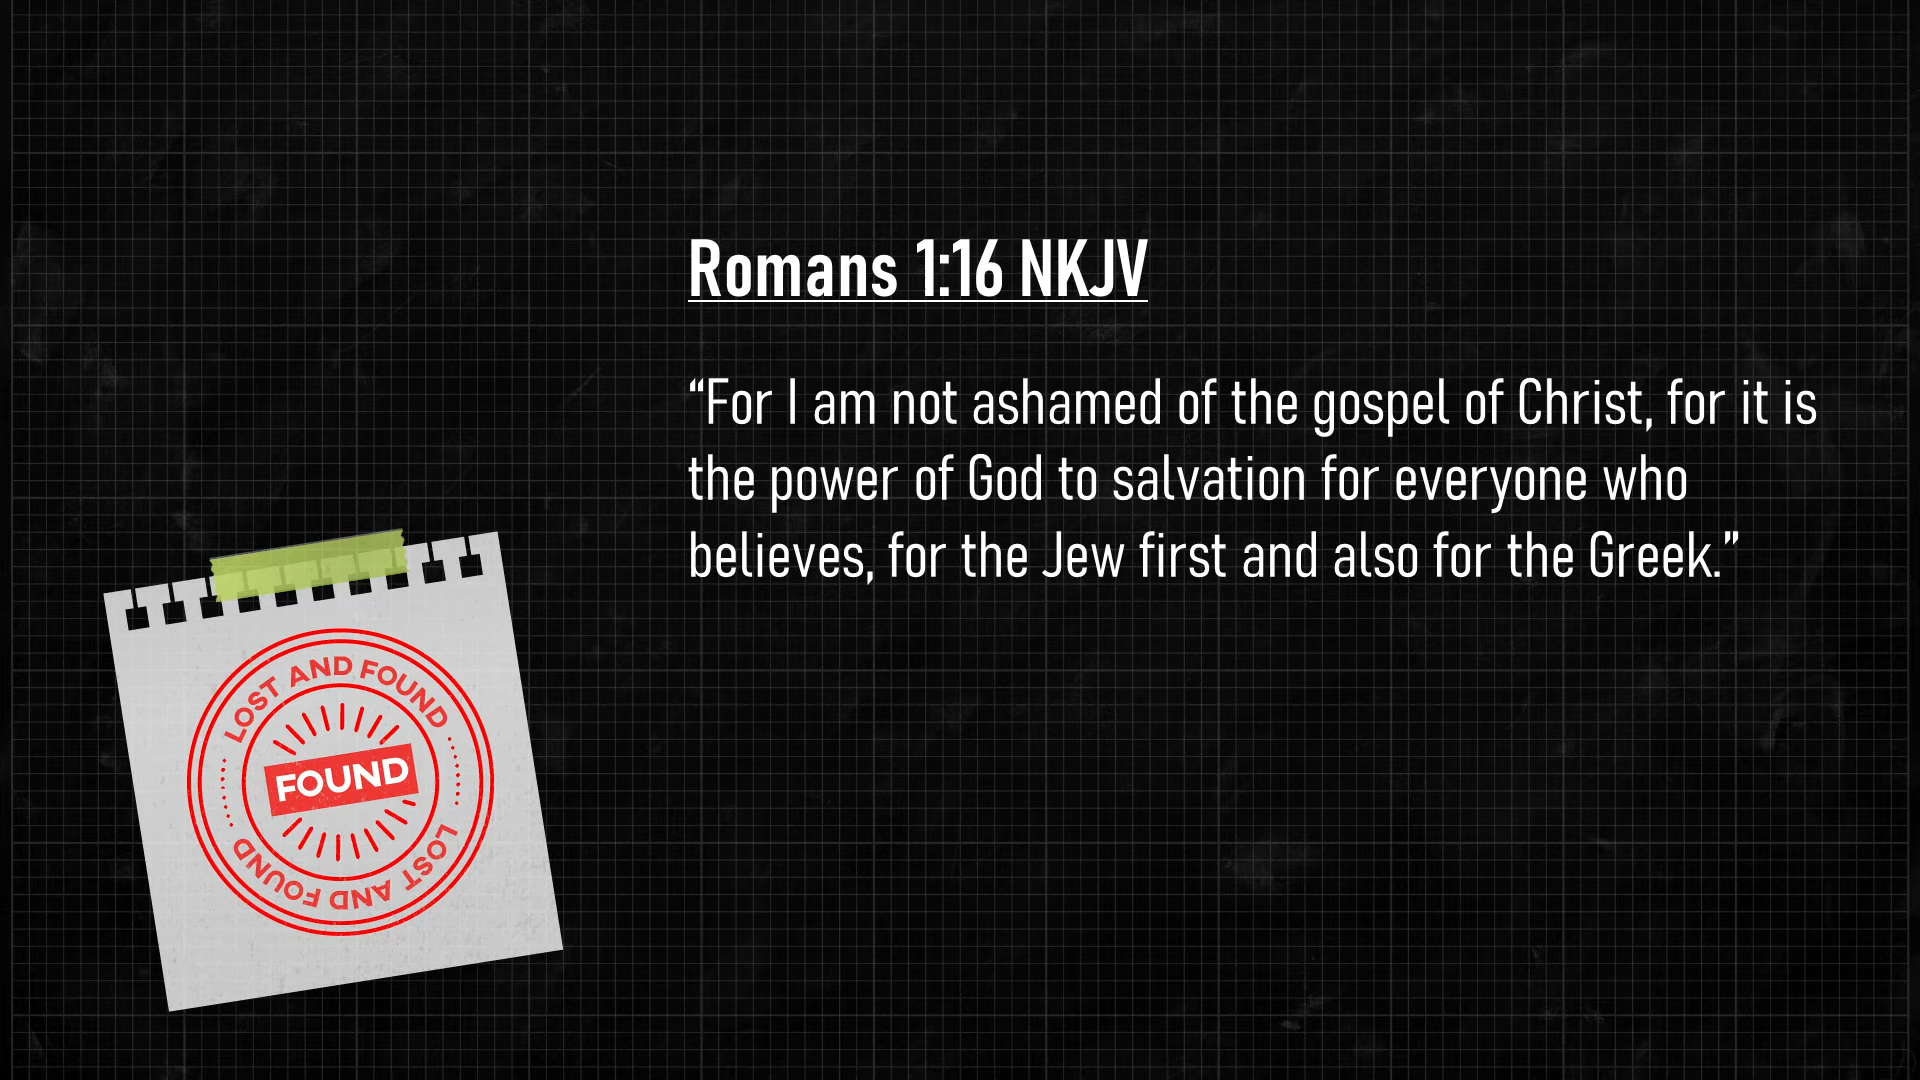 Romans 1:16 NKJV
“For I am not ashamed of the gospel of Christ, for it is
the power of God to salvation for everyone who
believes, for the Jew first and also for the Greek.”
LOST AND FOUND
FOUND
LOST AND FOUND